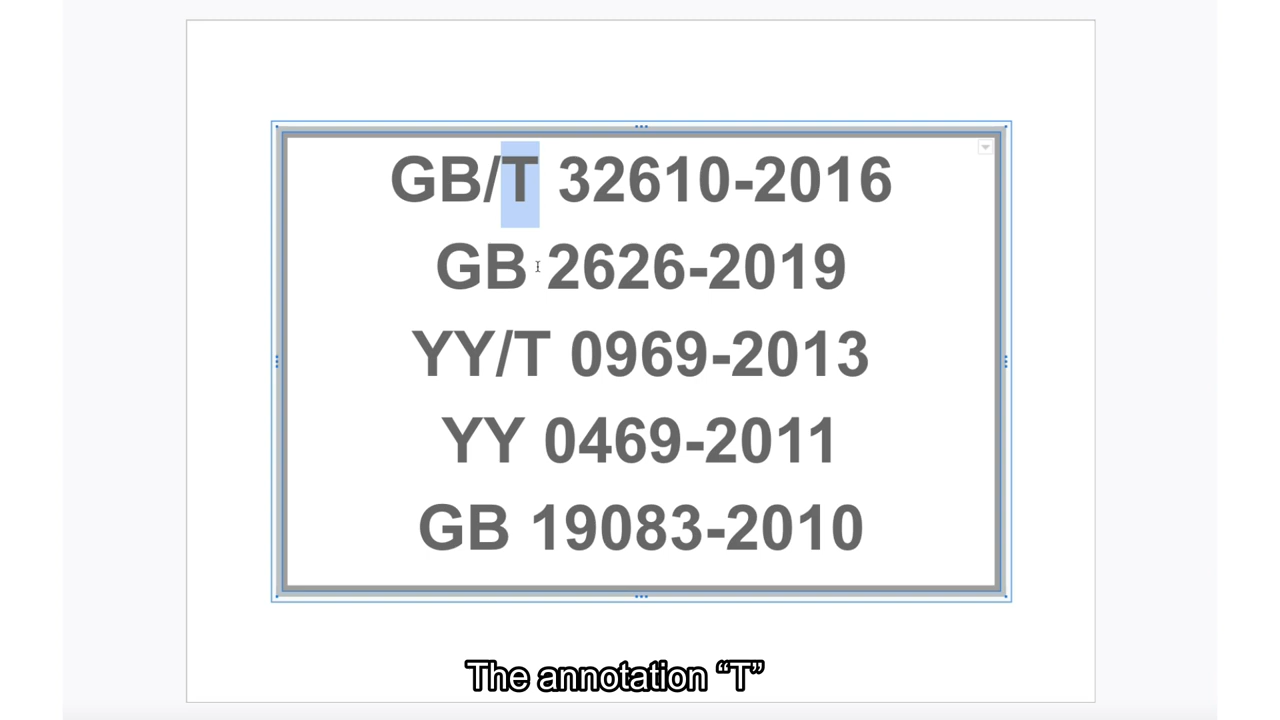 GB/T 32610-2016
GB 2626-2019
YY/T 0969-2013
YY 0469-2011
GB 19083-2010
The annotation “T”